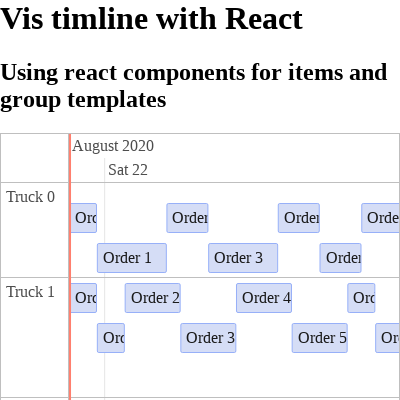 Vis timline with React
Using react components for items and
group templates
August 2020
Sat 22
Truck 0
Ord
Order
Order
Orde
Order 1
Order 3
Order
Truck 1
Ord
Order 2
Order 4
Ord
Ord
Order 3
Order 5
Or